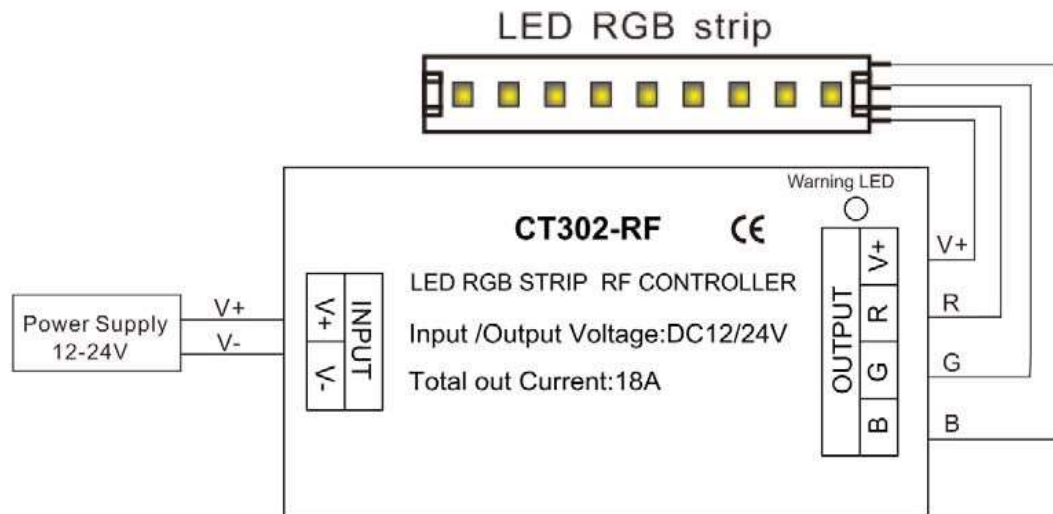 LED RGB strip
Warning LED
CT302-RF CE
LED RGB STRIP RF CONTROLLER
Input /Output Voltage:DC12/24V
Total out Current:18A
Power Supply
12-24V
V+
V-
INPUT
V+
V-
OUTPUT
V+
R
G
B
V+
R
G
B